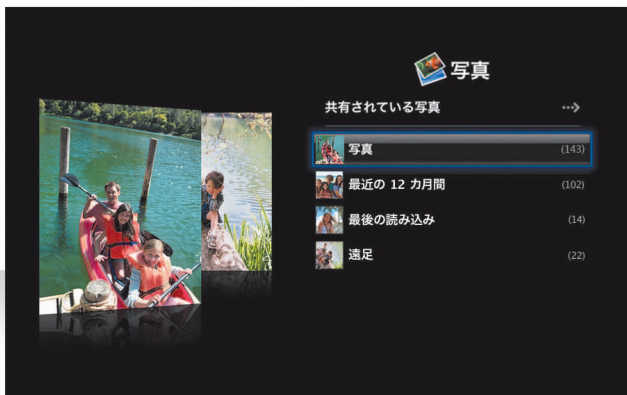 写真
共有されている写真
写真 (143)
最近の 12 カ月間 (102)
最後の読み込み (14)
遠足 (22)